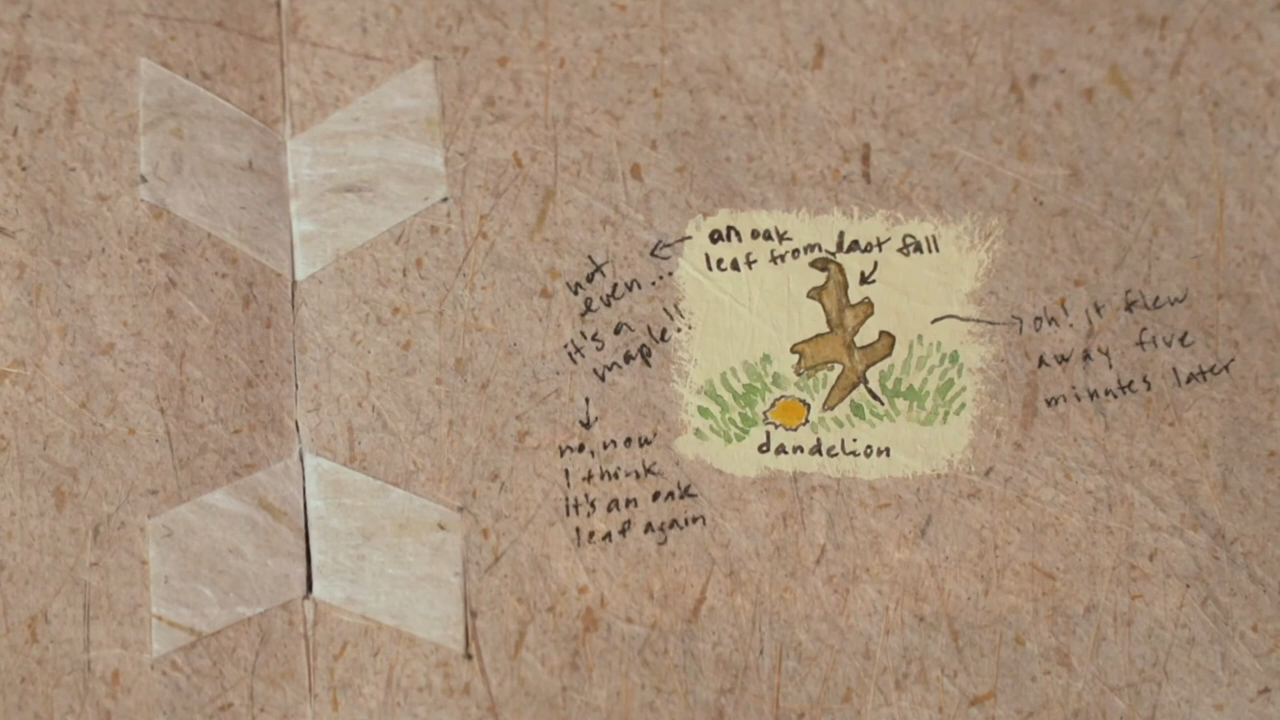 an oak
leaf from last fall
not
even...
it's a
maple!!
no, now
I think
it's an oak
leaf again
oh! it flew
away five
minutes later
dandelion